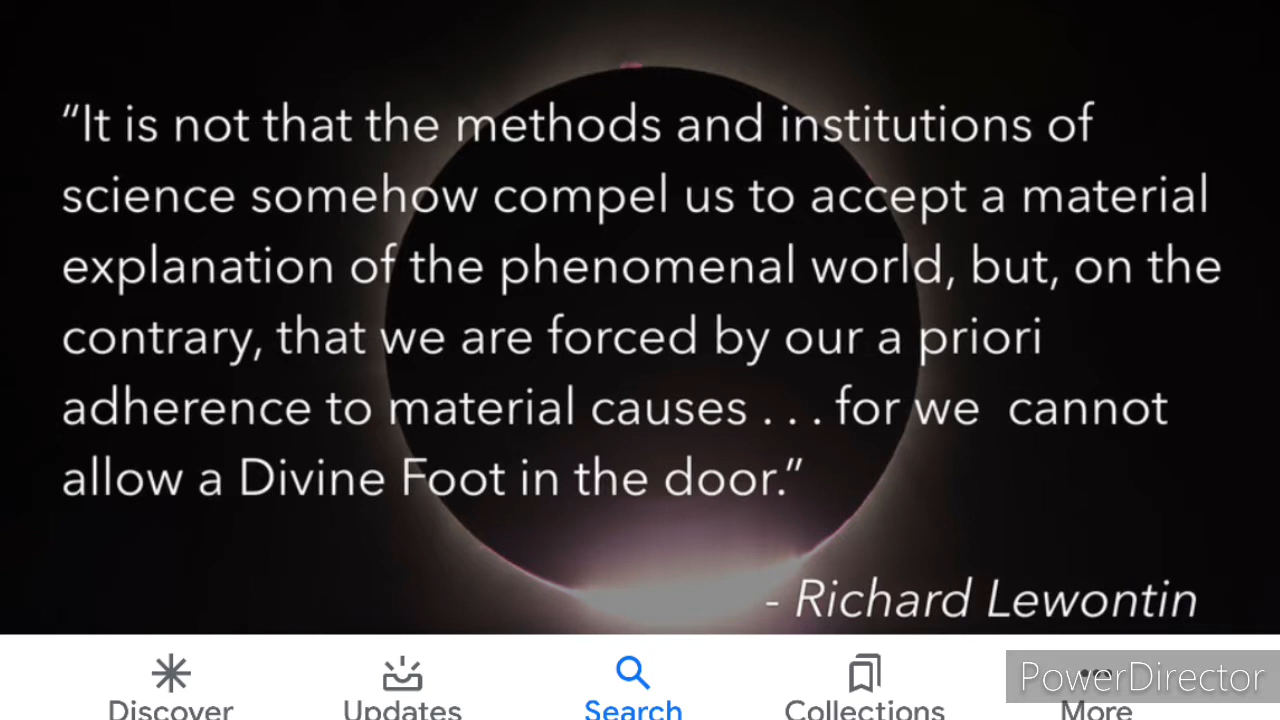 “It is not that the methods and institutions of
science somehow compel us to accept a material
explanation of the phenomenal world, but, on the
contrary, that we are forced by our a priori
adherence to material causes . . . for we  cannot
allow a Divine Foot in the door.”
- Richard Lewontin
Discover Updates Search Collections More
PowerDirector